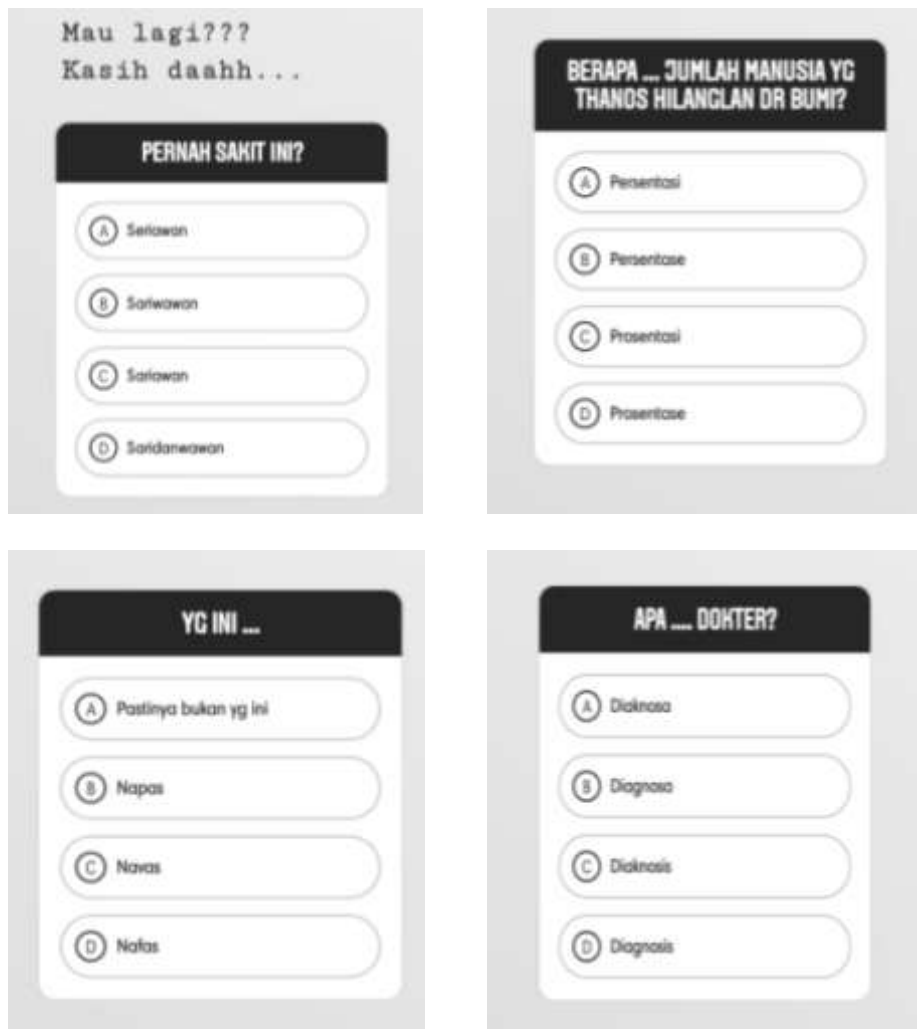 Mau lagi???
Kasih daahh...
PERNAH SAKIT INI?
A Seriawan
B Sariwawan
C Sariawan
D Saridanwawan
BERAPA ... JUMLAH MANUSIA YG
THANOS HILANGLAN DR BUMI?
A Persentasi
B Persentase
C Prosentasi
D Prosentase
YG INI ...
A Pastinya bukan yg ini
B Napas
C Navas
D Nafas
APA .... DOKTER?
A Diaknosa
B Diagnosa
C Diaknosis
D Diagnosis